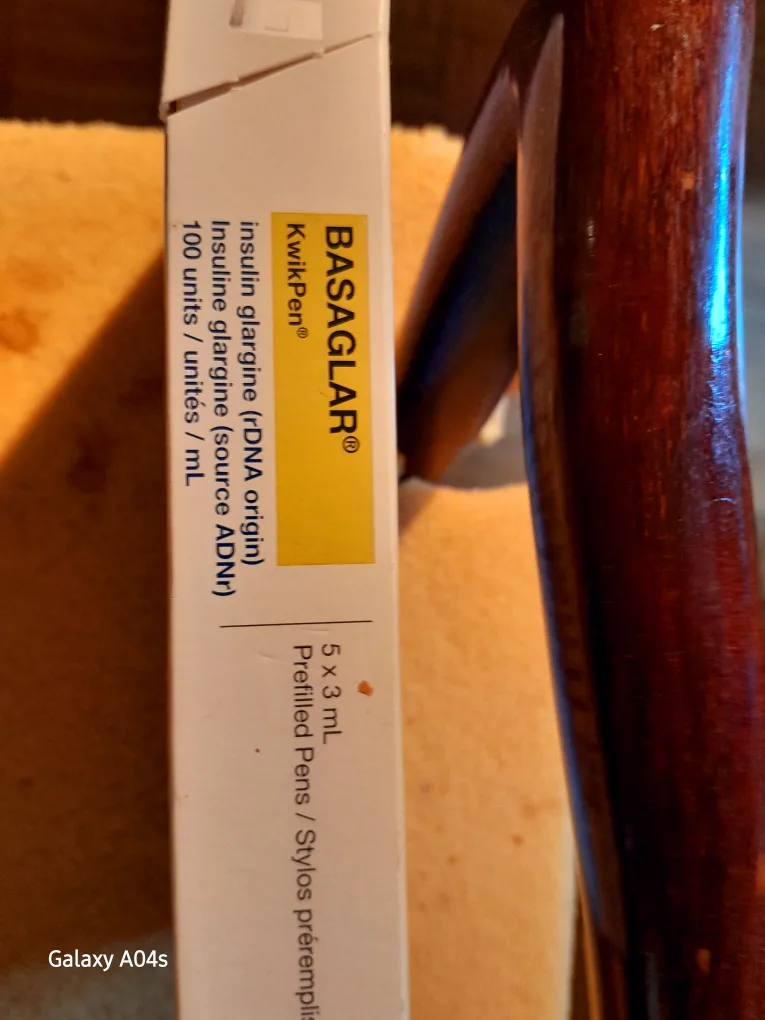 BASAGLAR®
KwikPen®
insulin glargine (rDNA origin)
Insuline glargine (source ADNr)
100 units / unités / mL
5 x 3 mL
Prefilled Pens / Stylos préremplis
Galaxy A04s